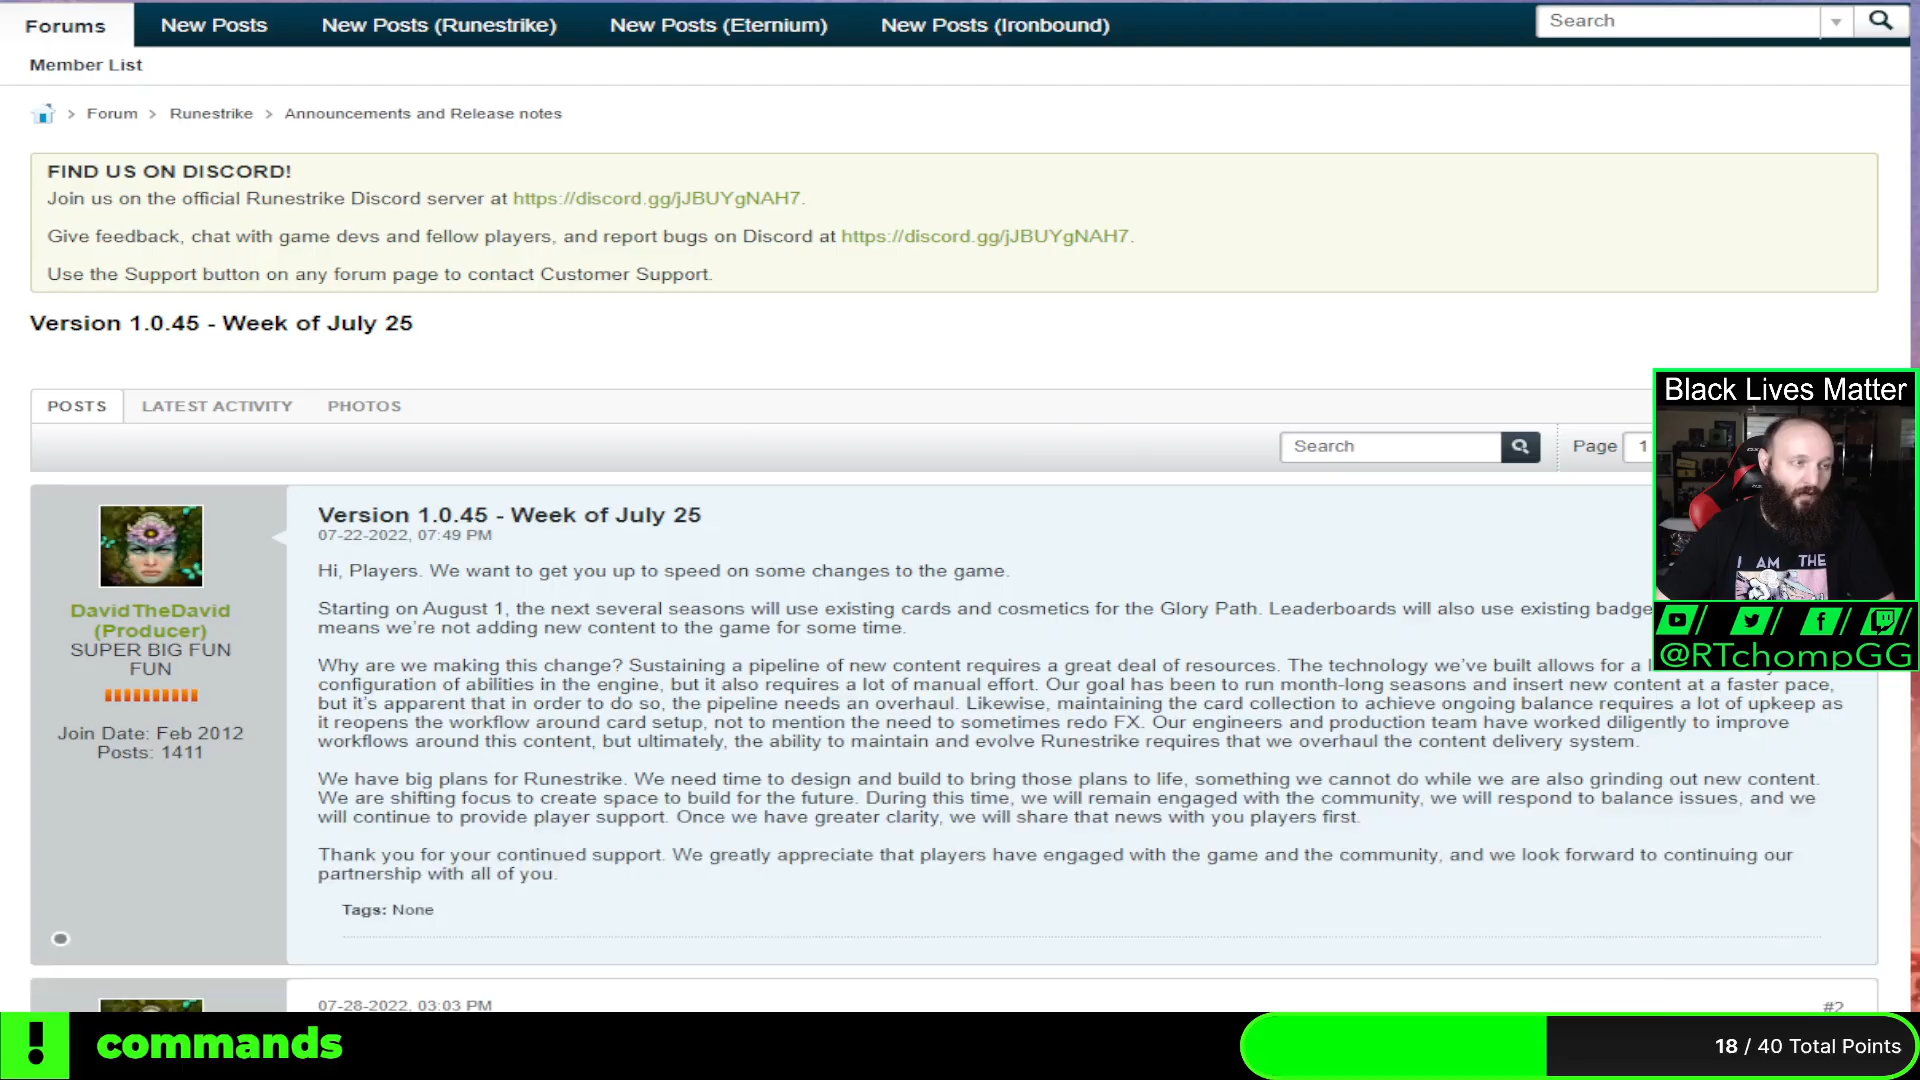 Forums New Posts New Posts (Runestrike) New Posts (Eternium) New Posts (Ironbound) Search
Member List
> Forum > Runestrike > Announcements and Release notes
FIND US ON DISCORD!
Join us on the official Runestrike Discord server at https://discord.gg/jJBUYgNAH7.
Give feedback, chat with game devs and fellow players, and report bugs on Discord at https://discord.gg/jJBUYgNAH7.
Use the Support button on any forum page to contact Customer Support.
Version 1.0.45 - Week of July 25
Black Lives Matter
POSTS LATEST ACTIVITY PHOTOS
Search Page 1
I AM THE
@RTchompGG
DavidTheDavid
(Producer)
SUPER BIG FUN
FUN
Join Date: Feb 2012
Posts: 1411
Version 1.0.45 - Week of July 25
07-22-2022, 07:49 PM
Hi, Players. We want to get you up to speed on some changes to the game.
Starting on August 1, the next several seasons will use existing cards and cosmetics for the Glory Path. Leaderboards will also use existing badge
means we're not adding new content to the game for some time.
Why are we making this change? Sustaining a pipeline of new content requires a great deal of resources. The technology we've built allows for a
configuration of abilities in the engine, but it also requires a lot of manual effort. Our goal has been to run month-long seasons and insert new content at a faster pace,
but it's apparent that in order to do so, the pipeline needs an overhaul. Likewise, maintaining the card collection to achieve ongoing balance requires a lot of upkeep as
it reopens the workflow around card setup, not to mention the need to sometimes redo FX. Our engineers and production team have worked diligently to improve
workflows around this content, but ultimately, the ability to maintain and evolve Runestrike requires that we overhaul the content delivery system.
We have big plans for Runestrike. We need time to design and build to bring those plans to life, something we cannot do while we are also grinding out new content.
We are shifting focus to create space to build for the future. During this time, we will remain engaged with the community, we will respond to balance issues, and we
will continue to provide player support. Once we have greater clarity, we will share that news with you players first.
Thank you for your continued support. We greatly appreciate that players have engaged with the game and the community, and we look forward to continuing our
partnership with all of you.
Tags: None
07-28-2022, 03:03 PM #2
! commands
18 / 40 Total Points